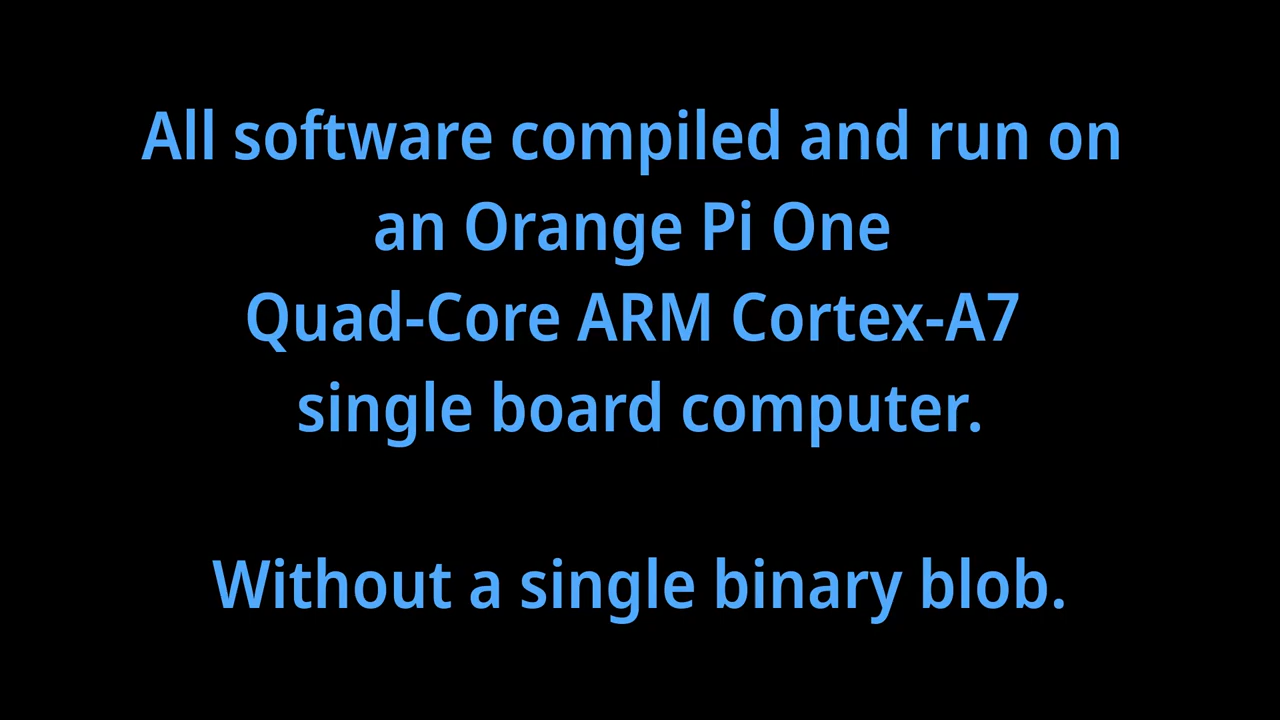 All software compiled and run on
an Orange Pi One
Quad-Core ARM Cortex-A7
single board computer.
Without a single binary blob.